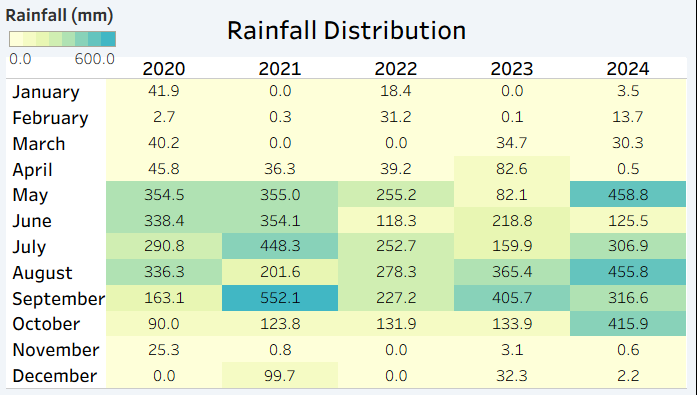 Rainfall (mm)
Rainfall Distribution
0.0 600.0
2020 2021 2022 2023 2024
January 41.9 0.0 18.4 0.0 3.5
February 2.7 0.3 31.2 0.1 13.7
March 40.2 0.0 0.0 34.7 30.3
April 45.8 36.3 39.2 82.6 0.5
May 354.5 355.0 255.2 82.1 458.8
June 338.4 354.1 118.3 218.8 125.5
July 290.8 448.3 252.7 159.9 306.9
August 336.3 201.6 278.3 365.4 455.8
September 163.1 552.1 227.2 405.7 316.6
October 90.0 123.8 131.9 133.9 415.9
November 25.3 0.8 0.0 3.1 0.6
December 0.0 99.7 0.0 32.3 2.2